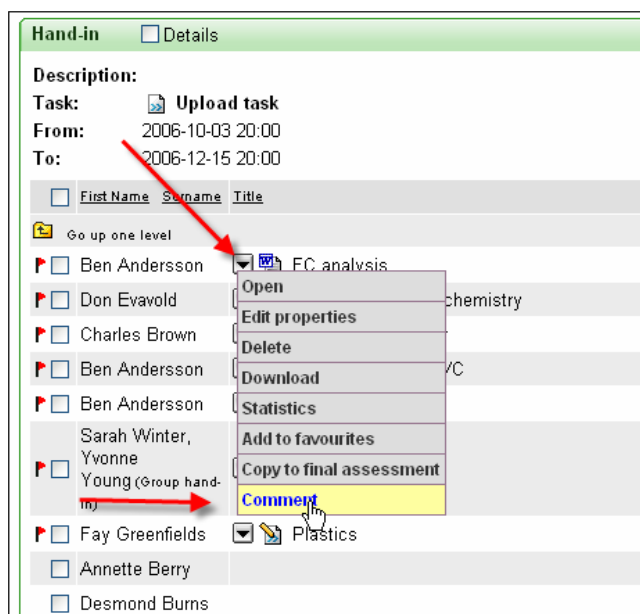 Hand-in Details
Description:
Task: Upload task
From: 2006-10-03 20:00
To: 2006-12-15 20:00
First Name Surname Title
Go up one level
Ben Andersson EC analysis
Open
Don Evavold chemistry
Edit properties
Charles Brown
Delete
Ben Andersson /C
Download
Ben Andersson
Statistics
Sarah Winter,
Add to favourites
Yvonne
Young (Group hand-
Copy to final assessment
in)
Comment
Fay Greenfields Plastics
Annette Berry
Desmond Burns